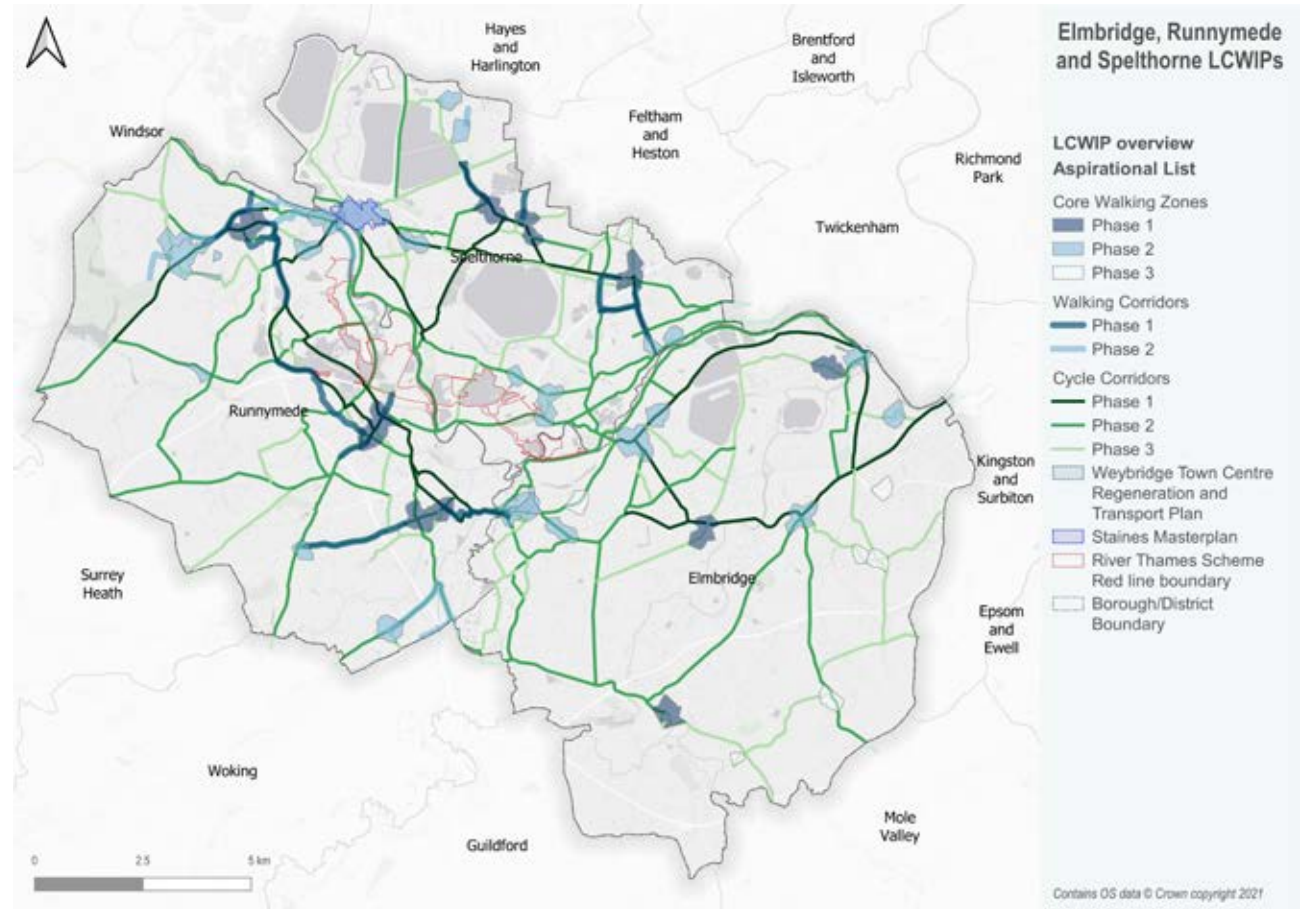 Elmbridge, Runnymede
and Spelthorne LCWIPs
LCWIP overview
Aspirational List
Core Walking Zones
Phase 1
Phase 2
Phase 3
Walking Corridors
Phase 1
Phase 2
Cycle Corridors
Phase 1
Phase 2
Phase 3
Weybridge Town Centre
Regeneration and
Transport Plan
Staines Masterplan
River Thames Scheme
Red line boundary
Borough/District
Boundary
Contains OS data © Crown copyright 2021
Hayes
and
Harlington
Brentford
and
Isleworth
Windsor
Feltham
and
Heston
Richmond
Park
Twickenham
Spelthorne
Runnymede
Kingston
and
Surbiton
Surrey
Heath
Elmbridge
Epsom
and
Ewell
Woking
Guildford
Mole
Valley
0 2.5 5 km